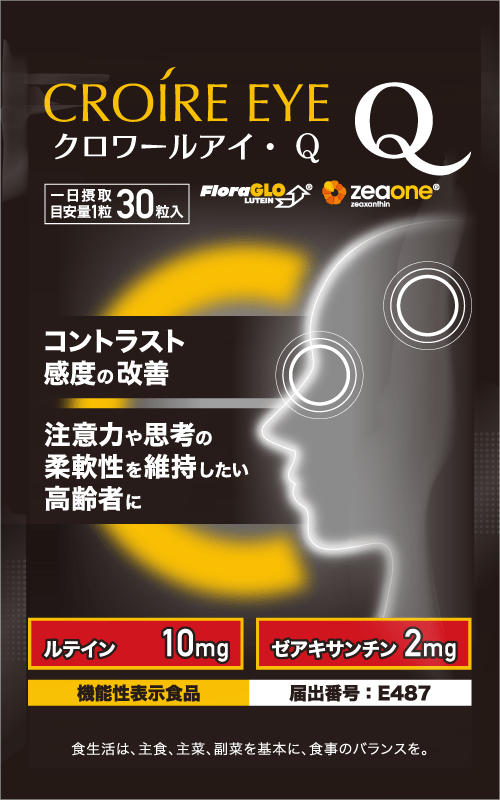 CROÍRE EYE Q
クロワールアイ・Q
一日摂取
目安量1粒 30粒入
FloraGLO®
LUTEIN
zeaone®
zeaxanthin
コントラスト
感度の改善
注意力や思考の
柔軟性を維持したい
高齢者に
ルテイン 10mg
ゼアキサンチン 2mg
機能性表示食品
届出番号：E487
食生活は、主食、主菜、副菜を基本に、食事のバランスを。